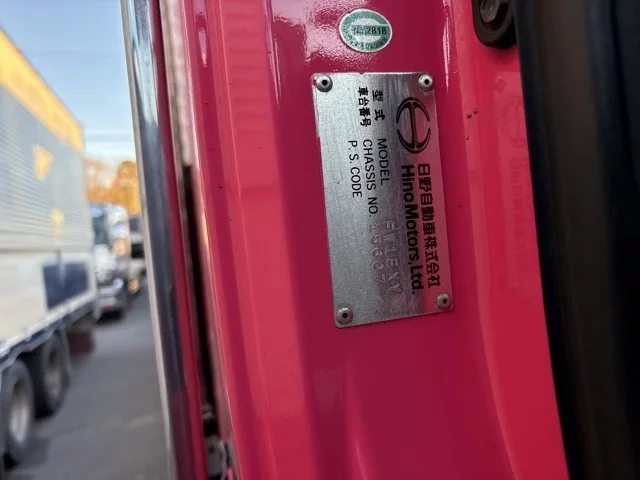 日野自動車株式会社
HinoMotors,Ltd.
型式 MODEL
車台番号 CHASSIS NO.
P.S. CODE